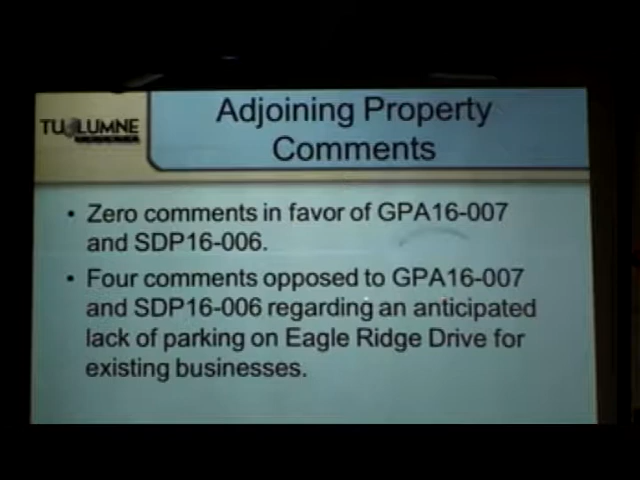 TUOLUMNE
Adjoining Property
Comments
• Zero comments in favor of GPA16-007
and SDP16-006.
• Four comments opposed to GPA16-007
and SDP16-006 regarding an anticipated
lack of parking on Eagle Ridge Drive for
existing businesses.